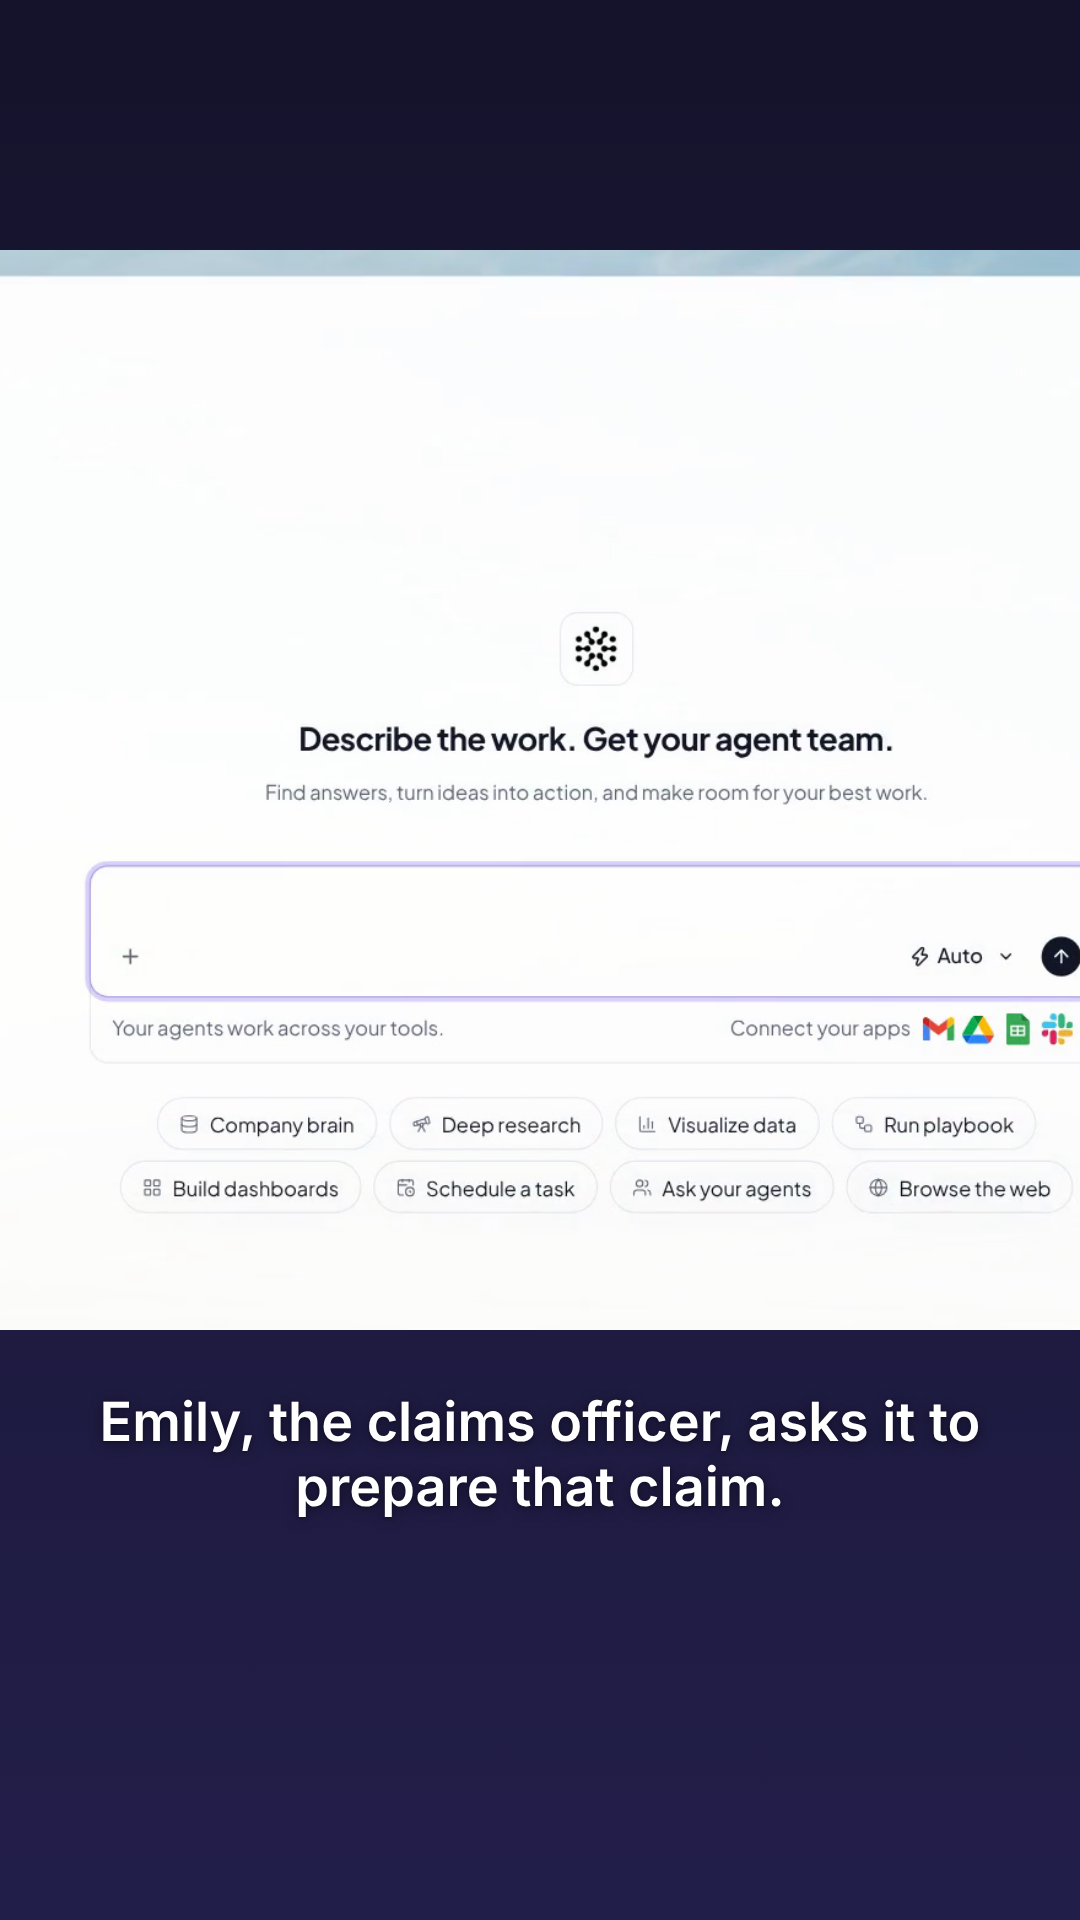 Describe the work. Get your agent team.
Find answers, turn ideas into action, and make room for your best work.
Auto
Your agents work across your tools.
Connect your apps
Company brain
Deep research
Visualize data
Run playbook
Build dashboards
Schedule a task
Ask your agents
Browse the web
Emily, the claims officer, asks it to
prepare that claim.